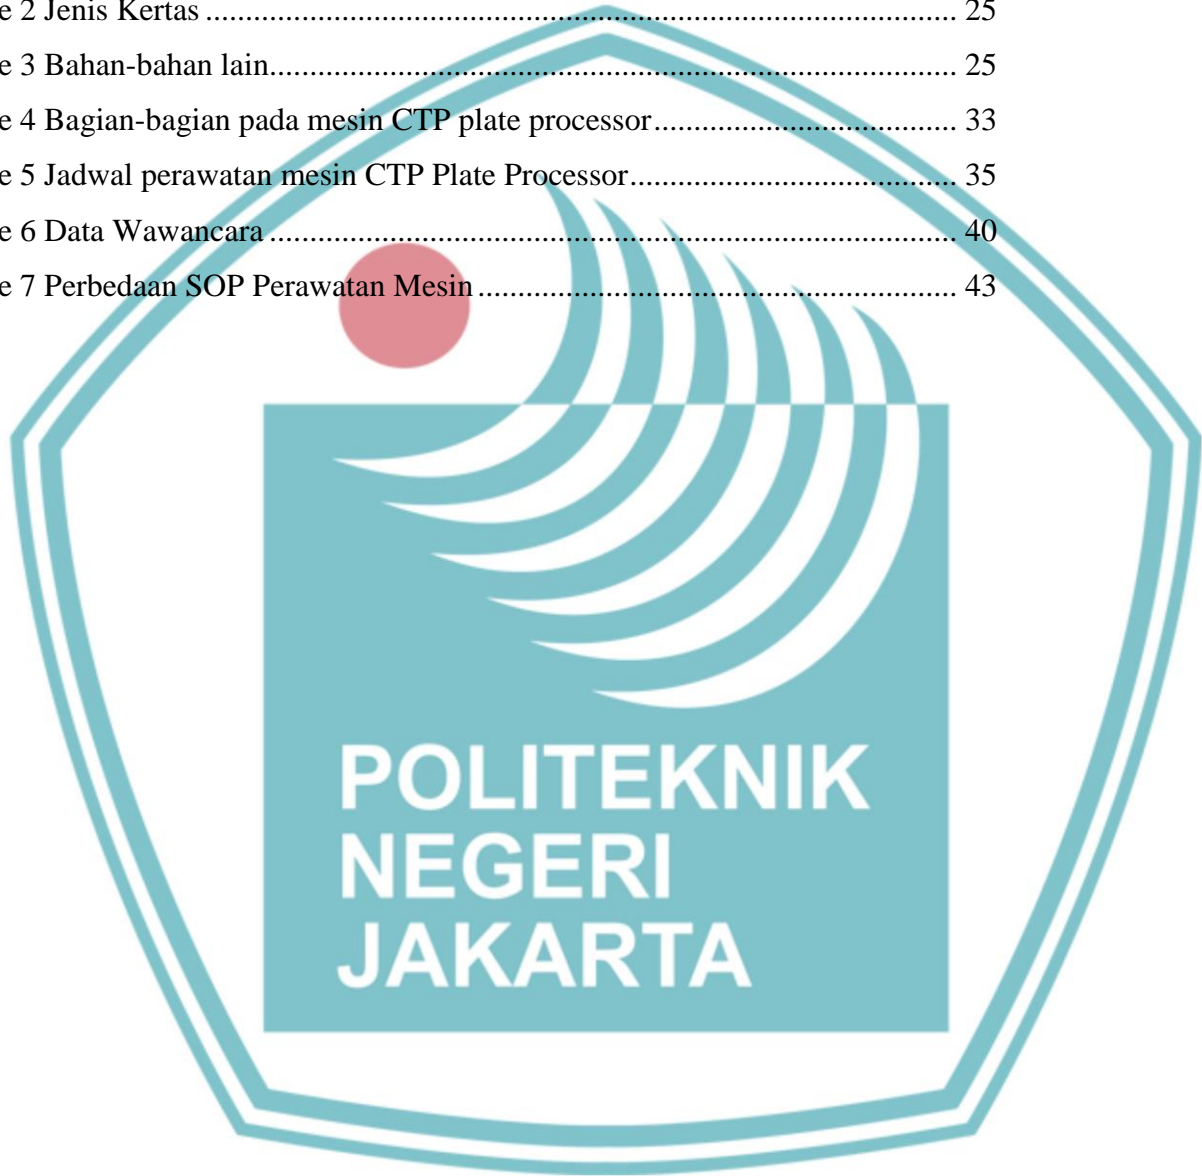 e 2 Jenis Kertas ............................................................................................. 25
e 3 Bahan-bahan lain..................................................................................... 25
e 4 Bagian-bagian pada mesin CTP plate processor..................................... 33
e 5 Jadwal perawatan mesin CTP Plate Processor........................................ 35
e 6 Data Wawancara ..................................................................................... 40
e 7 Perbedaan SOP Perawatan Mesin ........................................................... 43
POLITEKNIK
NEGERI
JAKARTA